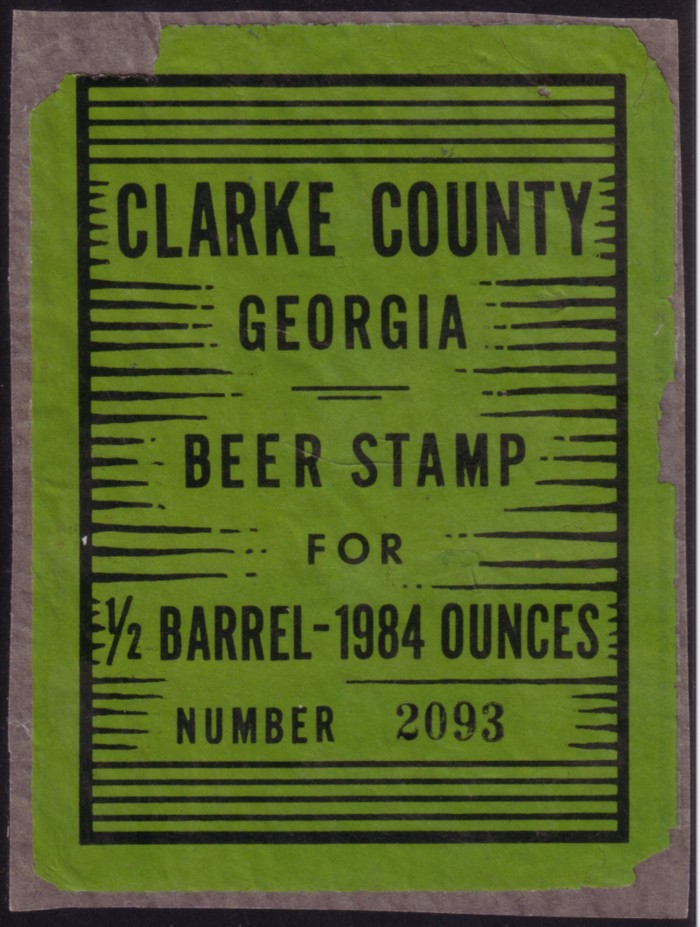 CLARKE COUNTY
GEORGIA
BEER STAMP
FOR
½ BARREL-1984 OUNCES
NUMBER 2093